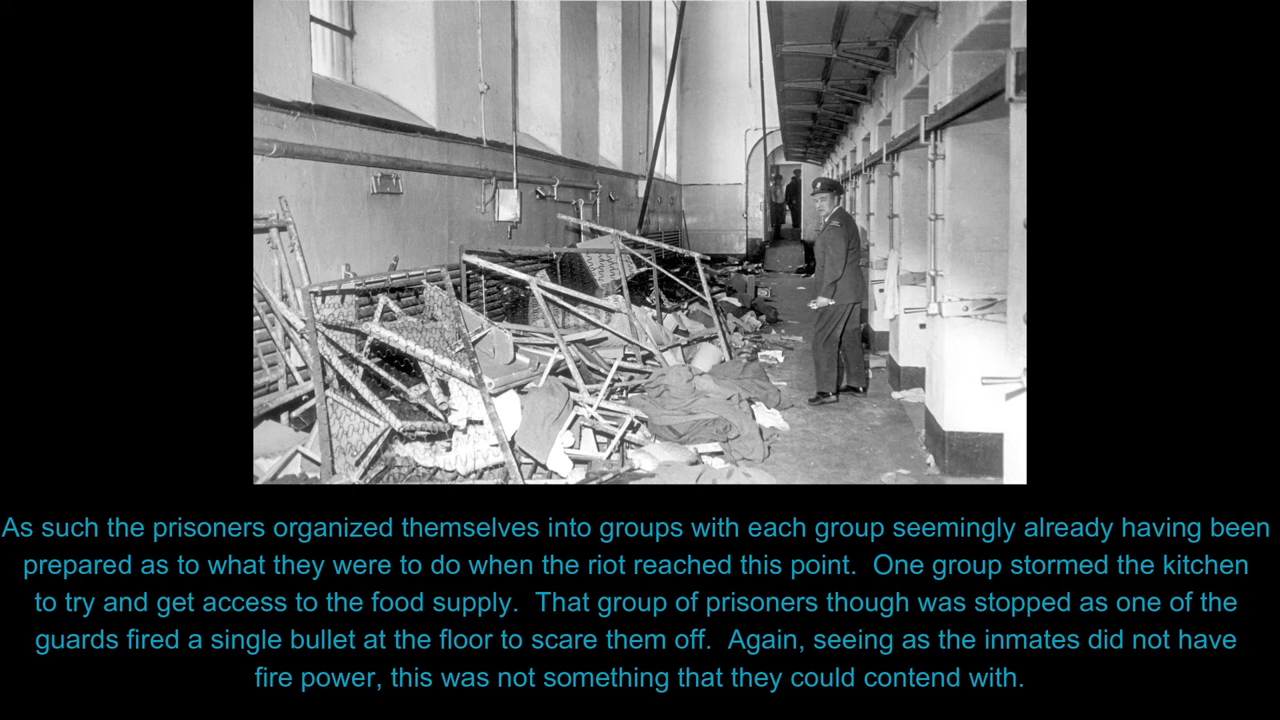 As such the prisoners organized themselves into groups with each group seemingly already having been
prepared as to what they were to do when the riot reached this point.  One group stormed the kitchen
to try and get access to the food supply.  That group of prisoners though was stopped as one of the
guards fired a single bullet at the floor to scare them off.  Again, seeing as the inmates did not have
fire power, this was not something that they could contend with.